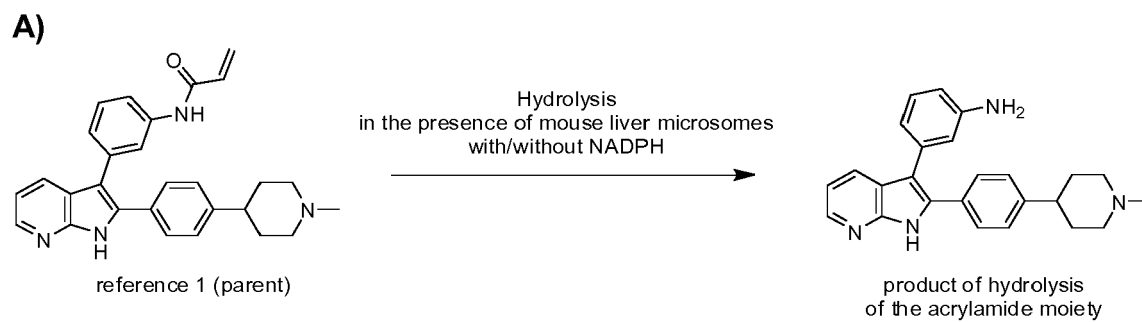 A)
O
NH
N
N
H
N
reference 1 (parent)
Hydrolysis
in the presence of mouse liver microsomes
with/without NADPH
NH2
N
N
H
N
product of hydrolysis
of the acrylamide moiety